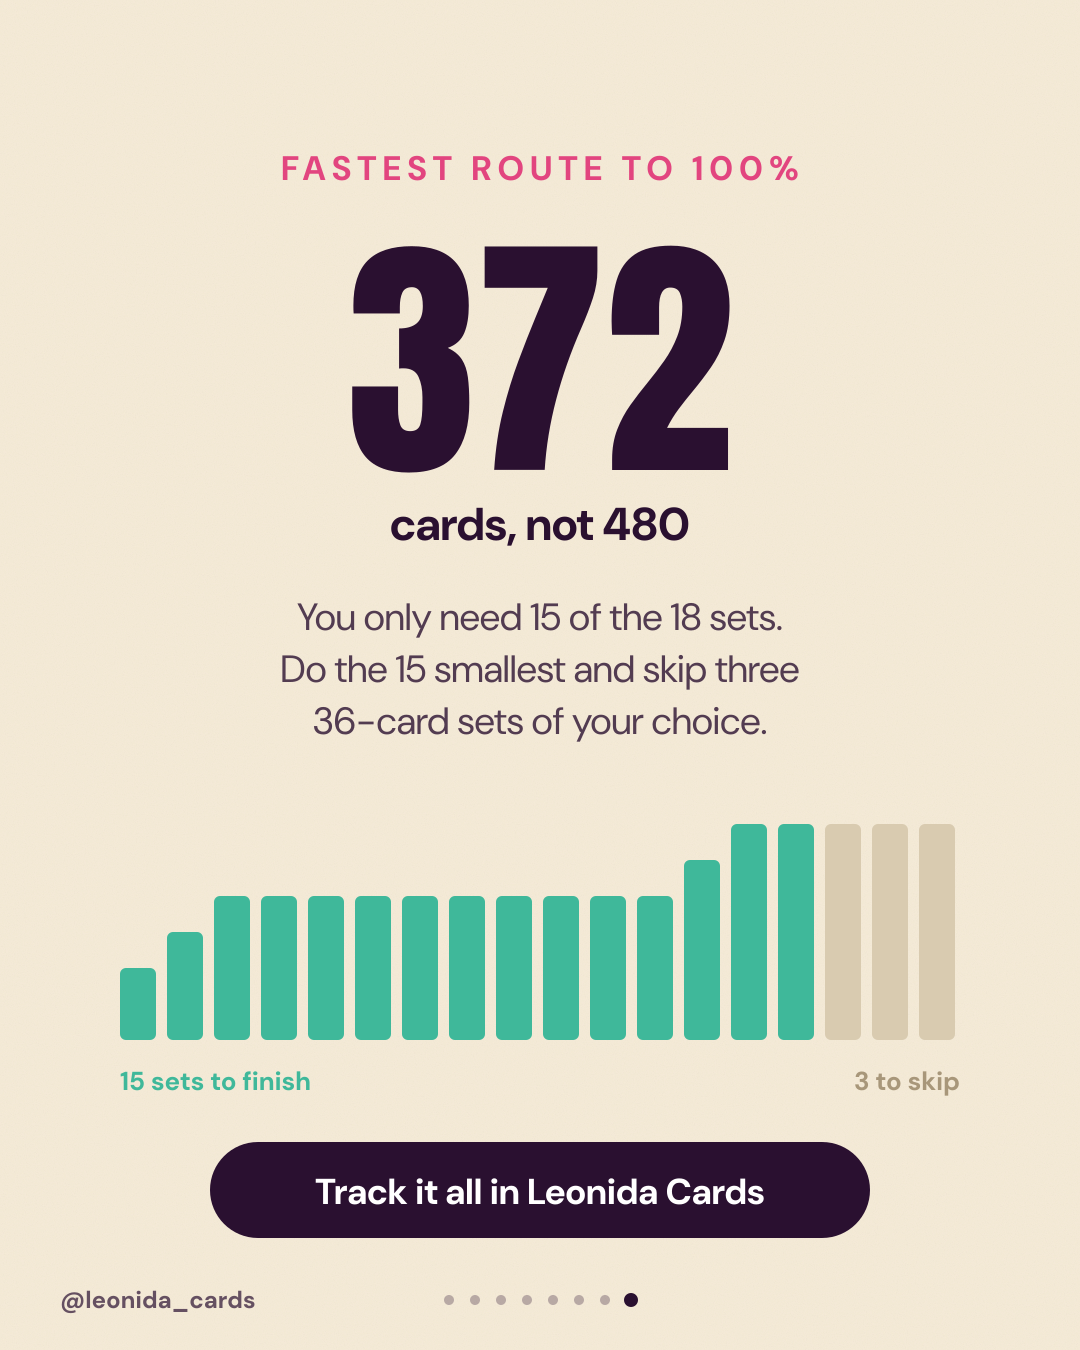 FASTEST ROUTE TO 100%
372
cards, not 480
You only need 15 of the 18 sets.
Do the 15 smallest and skip three
36-card sets of your choice.
15 sets to finish
3 to skip
Track it all in Leonida Cards
@leonida_cards